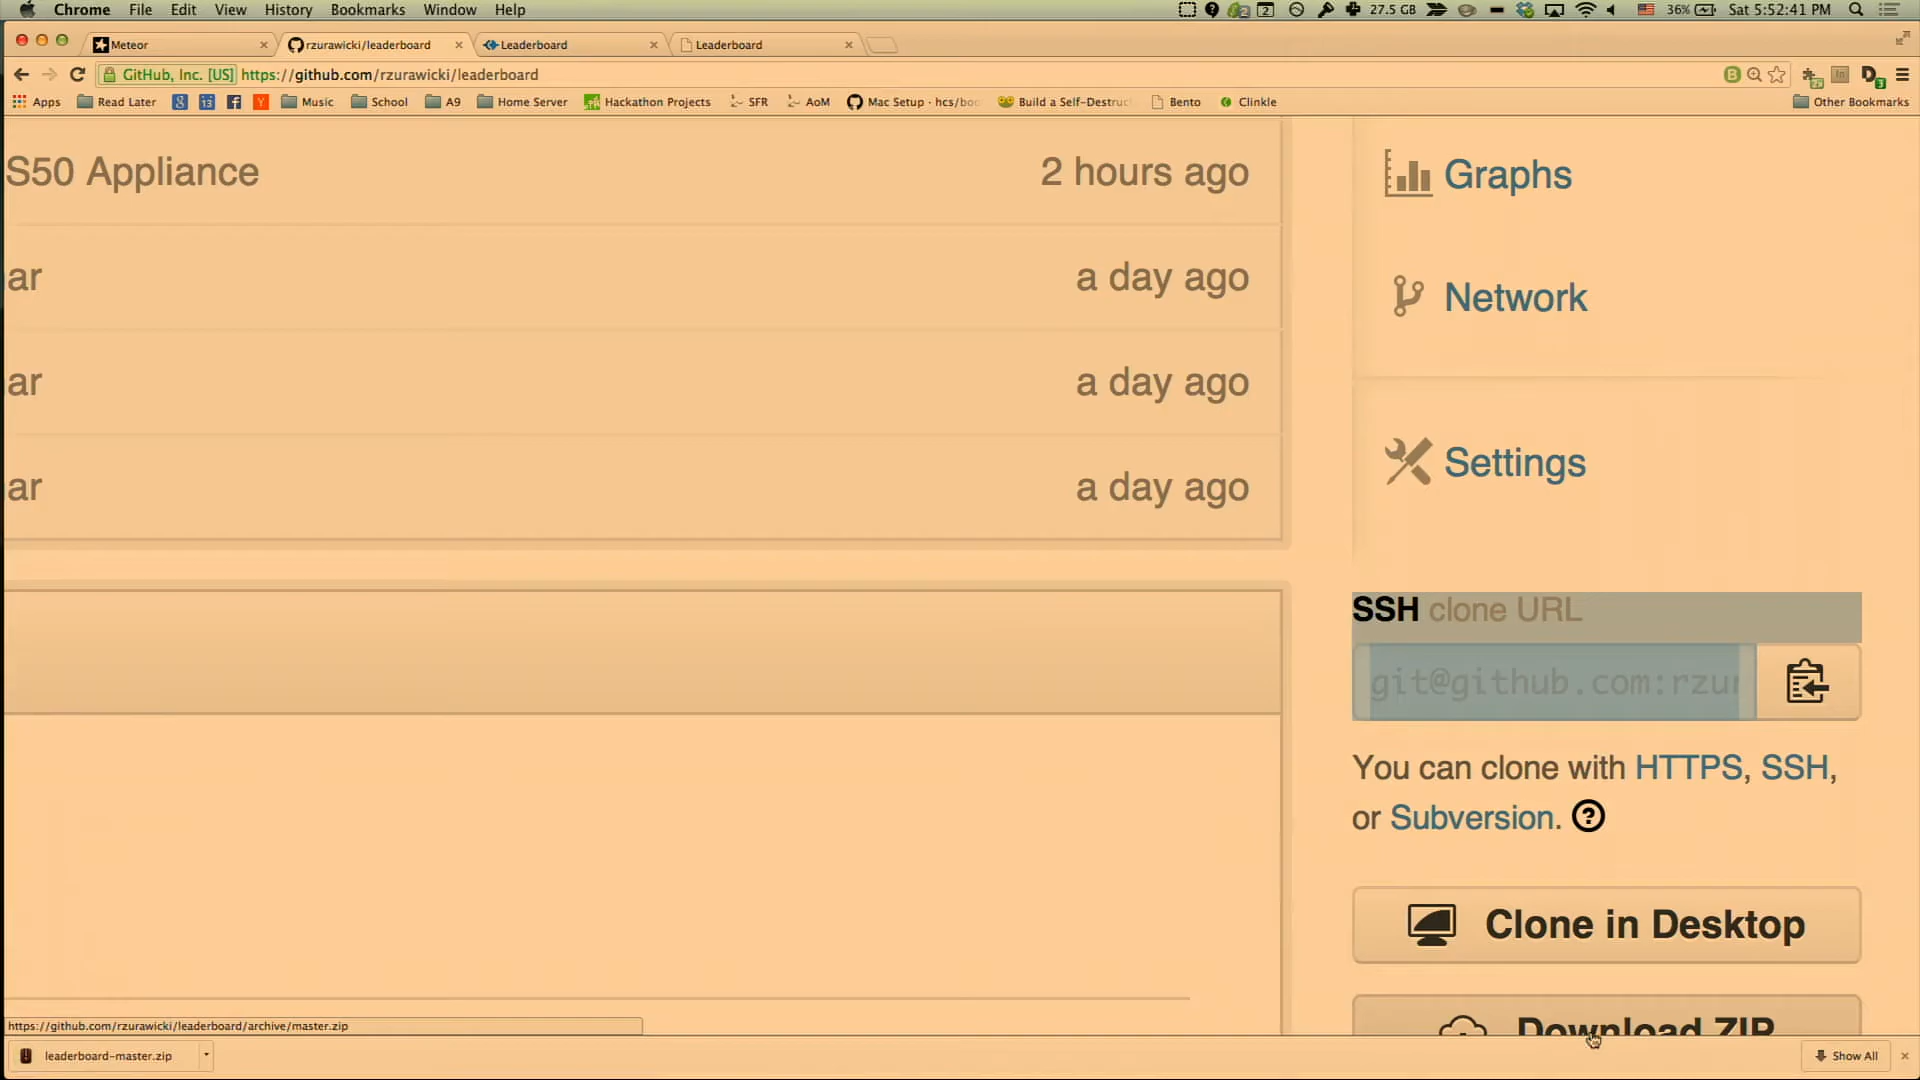 Chrome File Edit View History Bookmarks Window Help 2 27.5 GB 36% Sat 5:52:41 PM
Meteor rzurawicki/leaderboard Leaderboard Leaderboard
GitHub, Inc. [US] https://github.com/rzurawicki/leaderboard
Apps Read Later 13 Music School A9 Home Server Hackathon Projects SFR AoM Mac Setup · hcs/boo Build a Self-Destruc Bento Clinkle Other Bookmarks
S50 Appliance 2 hours ago
ar a day ago
ar a day ago
ar a day ago
Graphs
Network
Settings
SSH clone URL
git@github.com:rzur
You can clone with HTTPS, SSH,
or Subversion.
Clone in Desktop
Download ZIP
https://github.com/rzurawicki/leaderboard/archive/master.zip
leaderboard-master.zip Show All